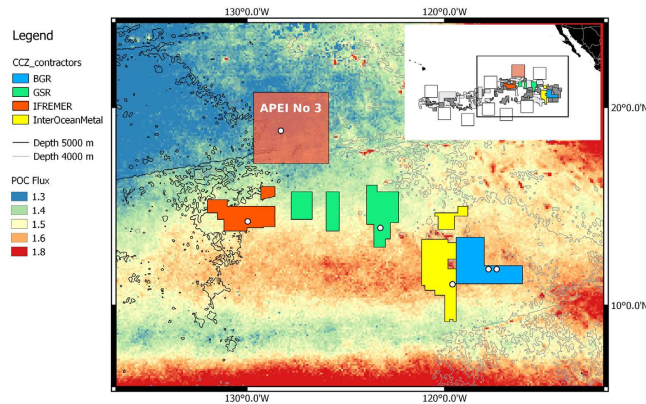 130°0.0'W 120°0.0'W
Legend
CCZ_contractors
BGR
GSR
IFREMER
InterOceanMetal
Depth 5000 m
Depth 4000 m
POC Flux
1.3
1.4
1.5
1.6
1.8
APEI No 3
20°0.0'N
10°0.0'N
130°0.0'W 120°0.0'W